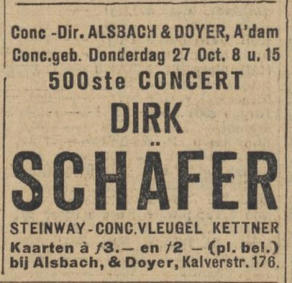 Conc -Dir. ALSBACH & DOYER, A'dam
Conc.geb. Donderdag 27 Oct. 8 u. 15
500ste CONCERT
DIRK
SCHÄFER
STEINWAY-CONC.VLEUGEL KETTNER
Kaarten à f3.— en f2 — (pl. bel.)
bij Alsbach, & Doyer, Kalverstr. 176.